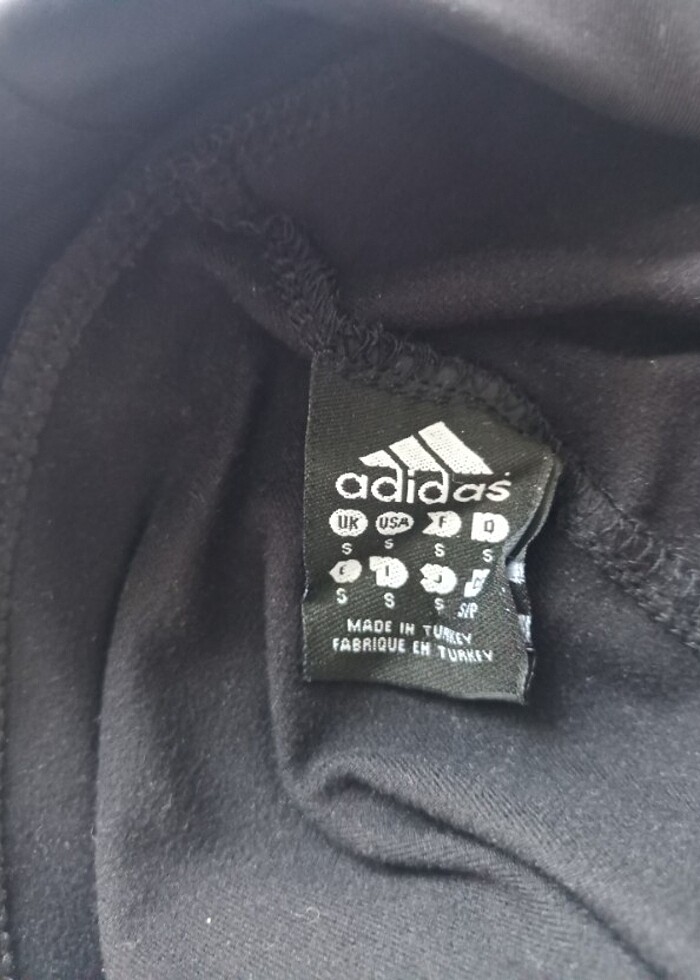 adidas
UK USA F D
S S S S
E I J C
S S S S/P
MADE IN TURKEY
FABRIQUE EN TURKEY